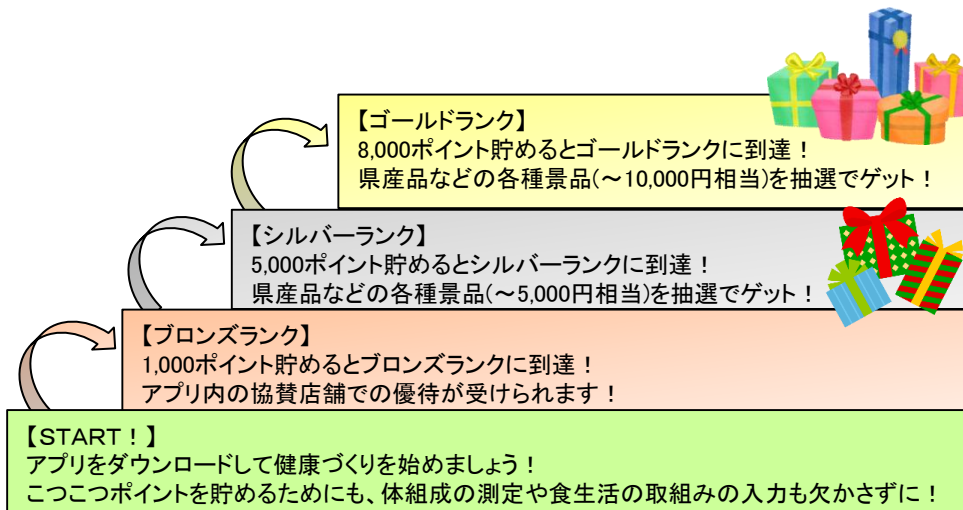 【ゴールドランク】
8,000ポイント貯めるとゴールドランクに到達！
県産品などの各種景品(～10,000円相当)を抽選でゲット！
【シルバーランク】
5,000ポイント貯めるとシルバーランクに到達！
県産品などの各種景品(～5,000円相当)を抽選でゲット！
【ブロンズランク】
1,000ポイント貯めるとブロンズランクに到達！
アプリ内の協賛店舗での優待が受けられます！
【START！】
アプリをダウンロードして健康づくりを始めましょう！
こつこつポイントを貯めるためにも、体組成の測定や食生活の取組みの入力も欠かさずに！